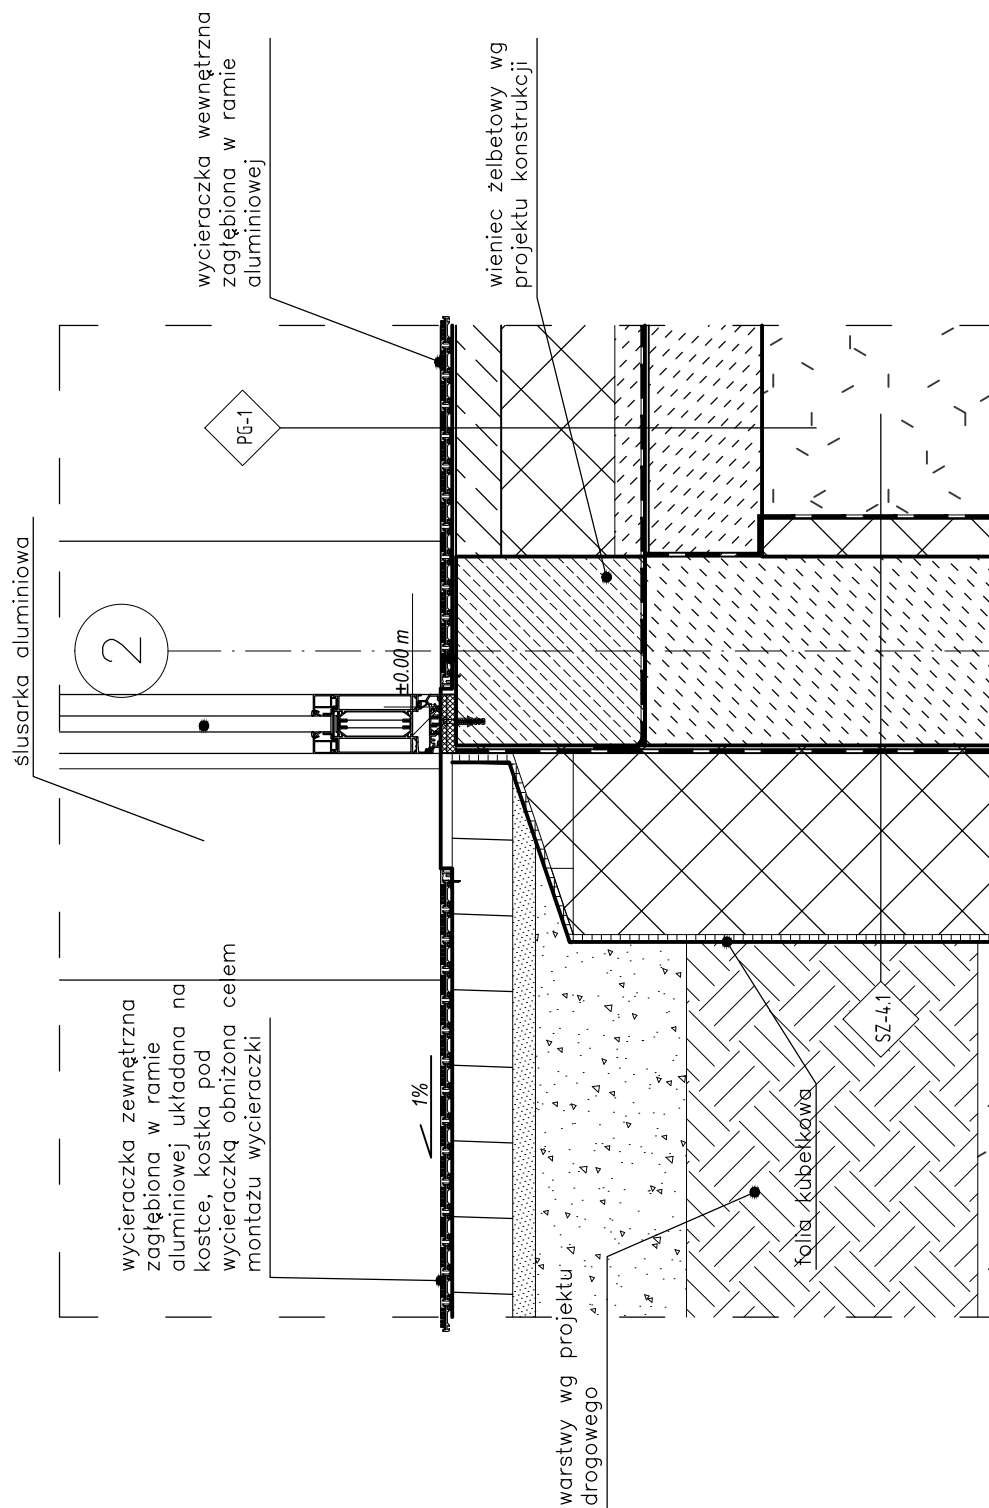 wycieraczka zewnętrzna
zagłębiona w ramie
aluminiowej układana na
kostce, kostka pod
wycieraczką obniżona celem
montażu wycieraczki
ślusarka aluminiowa
wycieraczka wewnętrzna
zagłębiona w ramie
aluminiowej
2
PG-1
±0.00 m
1%
wieniec żelbetowy wg
projektu konstrukcji
warstwy wg projektu
drogowego
folia kubełkowa
SZ-4.1